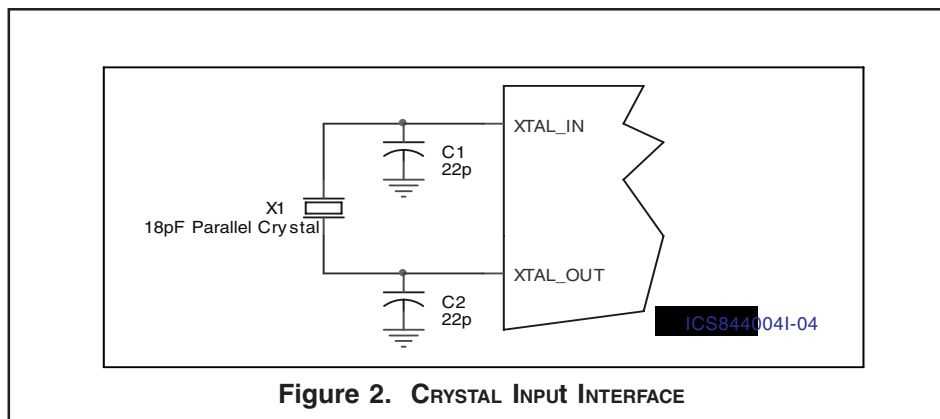 XTAL_IN
C1
22p
X1
18pF Parallel Crystal
XTAL_OUT
C2
22p
ICS844004I-04
Figure 2. CRYSTAL INPUT INTERFACE